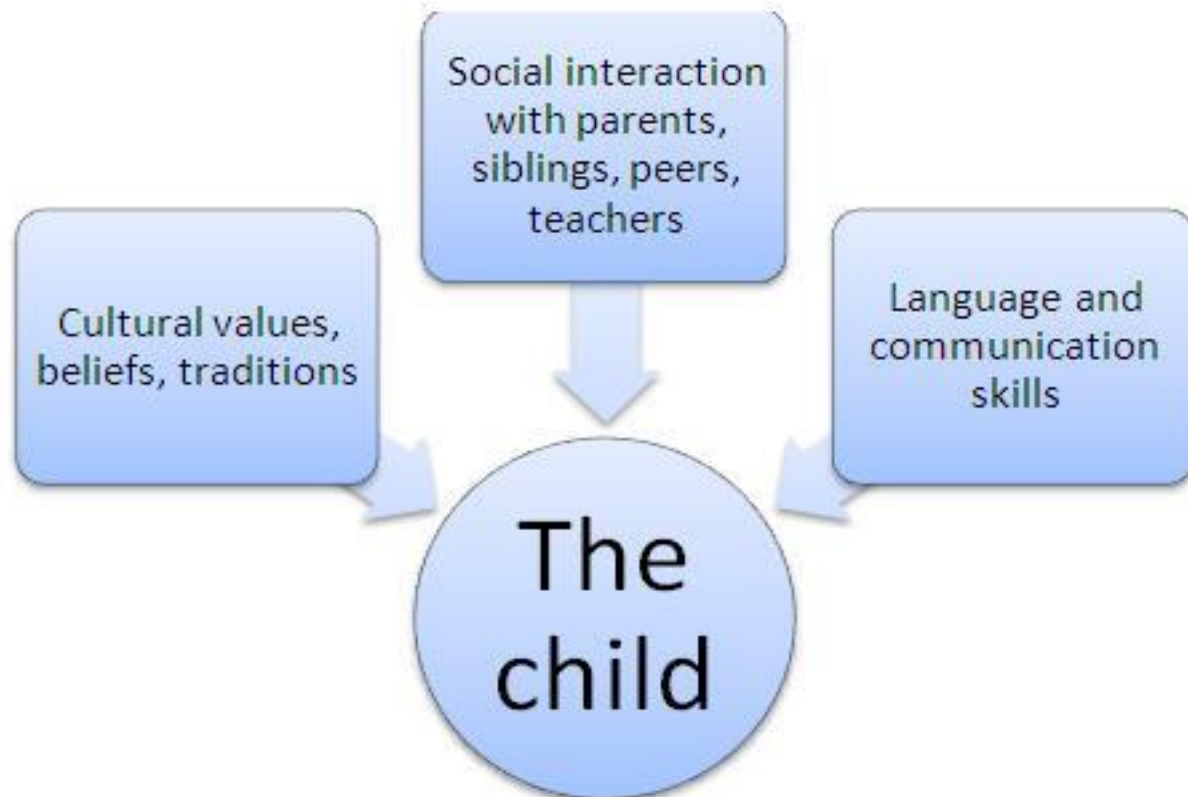 Social interaction
with parents,
siblings, peers,
teachers
Cultural values,
beliefs, traditions
Language and
communication
skills
The
child